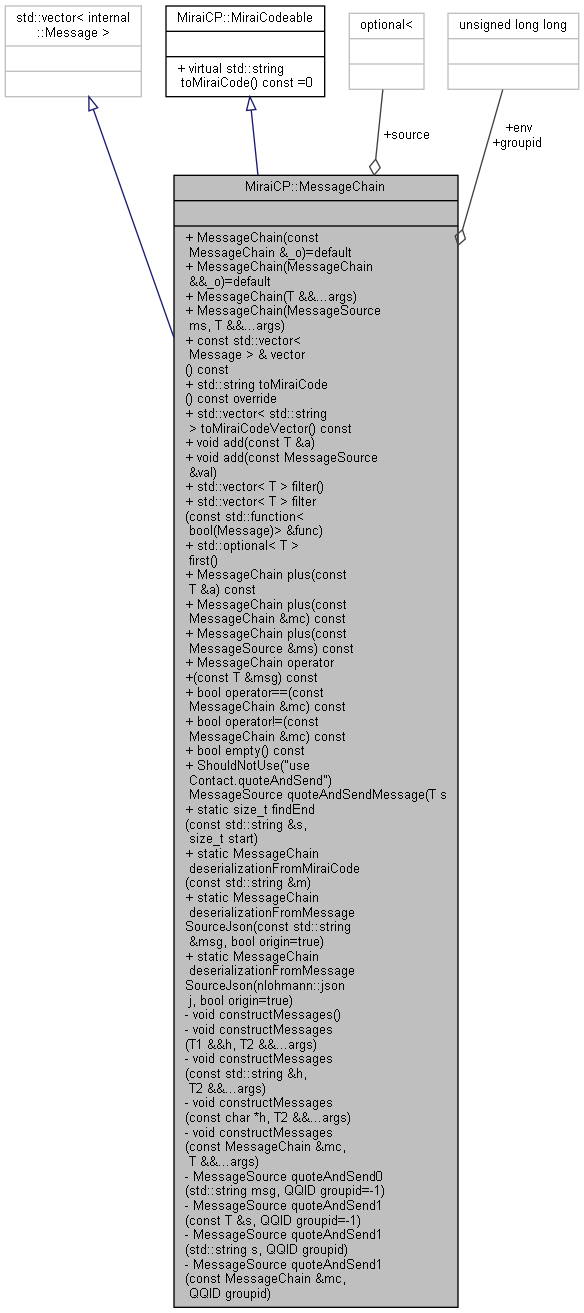 std::vector< internal
::Message >
MiraiCP::MiraiCodeable
+ virtual std::string
toMiraiCode() const =0
optional<
unsigned long long
+source
+env
+groupid
MiraiCP::MessageChain
+ MessageChain(const
MessageChain &_o)=default
+ MessageChain(MessageChain
&&_o)=default
+ MessageChain(T &&...args)
+ MessageChain(MessageSource
ms, T &&...args)
+ const std::vector<
Message > & vector
() const
+ std::string toMiraiCode
() const override
+ std::vector< std::string
> toMiraiCodeVector() const
+ void add(const T &a)
+ void add(const MessageSource
&val)
+ std::vector< T > filter()
+ std::vector< T > filter
(const std::function<
bool(Message)> &func)
+ std::optional< T >
first()
+ MessageChain plus(const
T &a) const
+ MessageChain plus(const
MessageChain &mc) const
+ MessageChain plus(const
MessageSource &ms) const
+ MessageChain operator
+(const T &msg) const
+ bool operator==(const
MessageChain &mc) const
+ bool operator!=(const
MessageChain &mc) const
+ bool empty() const
+ ShouldNotUse("use
Contact.quoteAndSend")
MessageSource quoteAndSendMessage(T s
+ static size_t findEnd
(const std::string &s,
size_t start)
+ static MessageChain
deserializationFromMiraiCode
(const std::string &m)
+ static MessageChain
deserializationFromMessage
SourceJson(const std::string
&msg, bool origin=true)
+ static MessageChain
deserializationFromMessage
SourceJson(nlohmann::json
j, bool origin=true)
- void constructMessages()
- void constructMessages
(T1 &&h, T2 &&...args)
- void constructMessages
(const std::string &h,
T2 &&...args)
- void constructMessages
(const char *h, T2 &&...args)
- void constructMessages
(const MessageChain &mc,
T &&...args)
- MessageSource quoteAndSend0
(std::string msg, QQID groupid=-1)
- MessageSource quoteAndSend1
(const T &s, QQID groupid=-1)
- MessageSource quoteAndSend1
(std::string s, QQID groupid)
- MessageSource quoteAndSend1
(const MessageChain &mc,
QQID groupid)